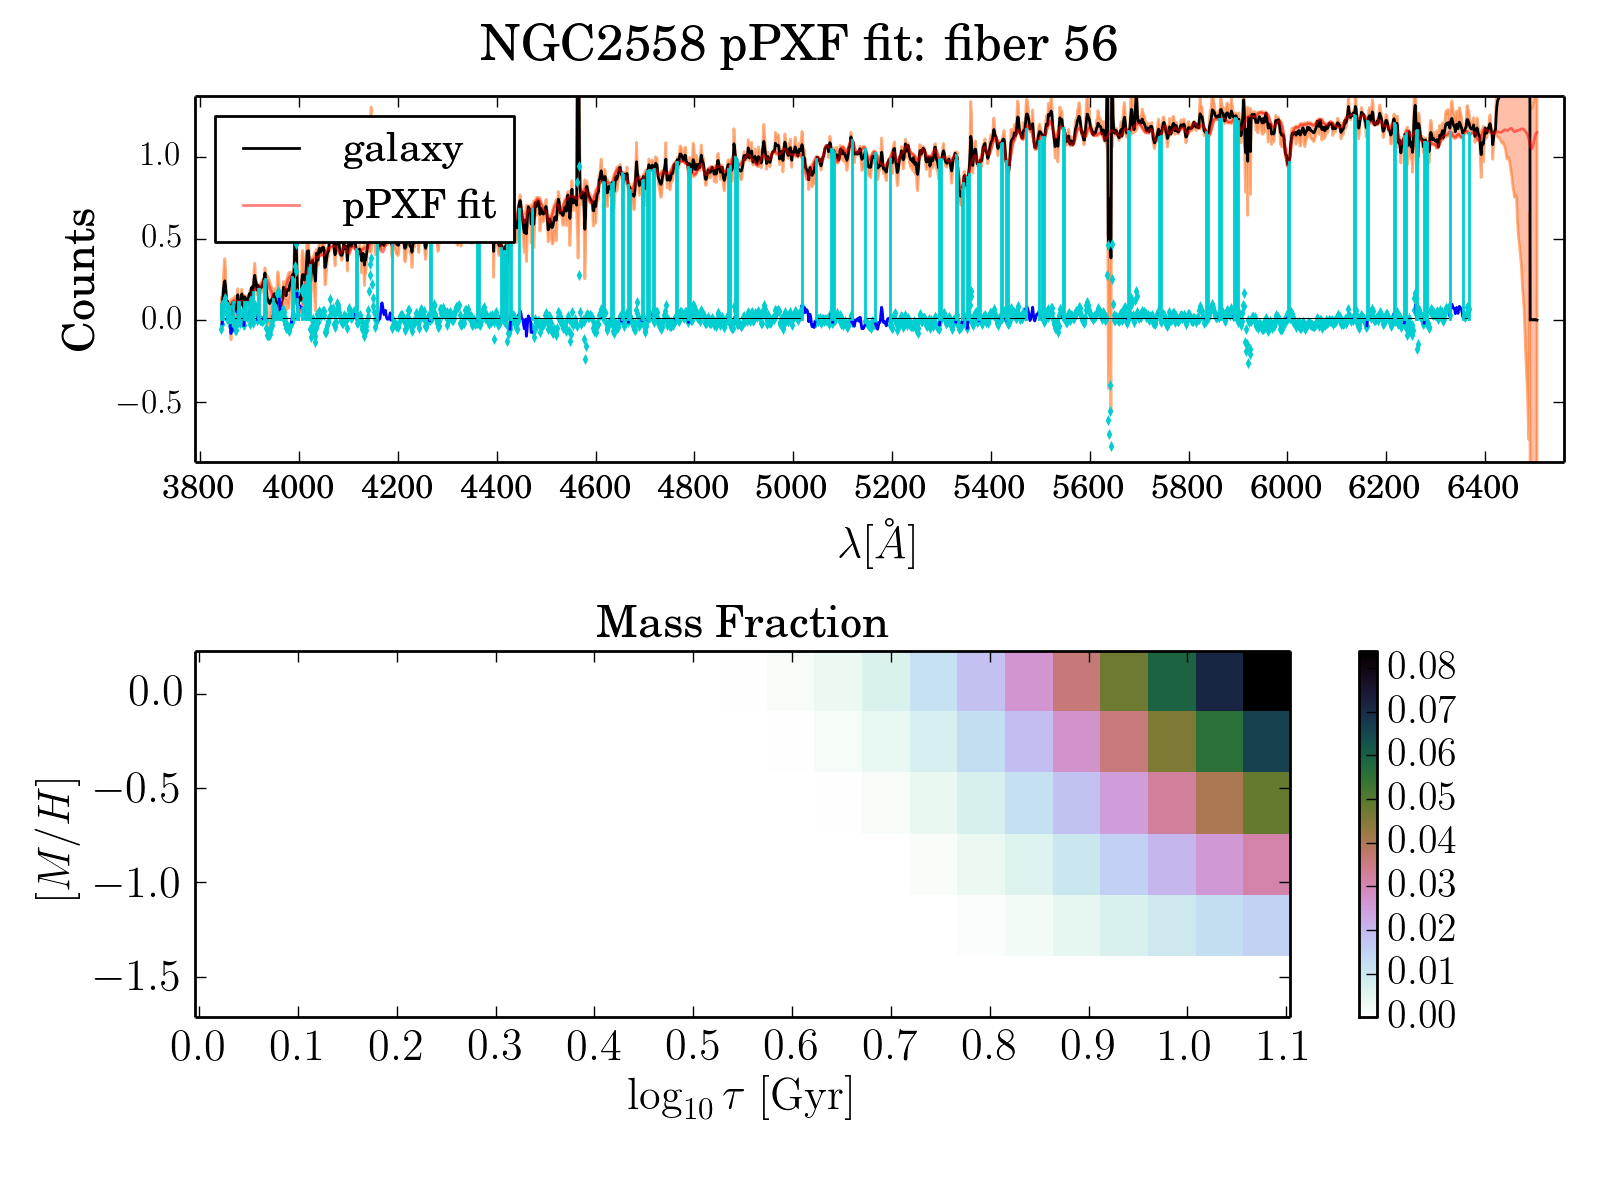 NGC2558 pPXF fit: fiber 56
galaxy
pPXF fit
Counts
1.0
0.5
0.0
−0.5
3800 4000 4200 4400 4600 4800 5000 5200 5400 5600 5800 6000 6200 6400
λ[Å]
Mass Fraction
[M/H]
0.0
−0.5
−1.0
−1.5
0.0 0.1 0.2 0.3 0.4 0.5 0.6 0.7 0.8 0.9 1.0 1.1
log₁₀ τ [Gyr]
0.08
0.07
0.06
0.05
0.04
0.03
0.02
0.01
0.00